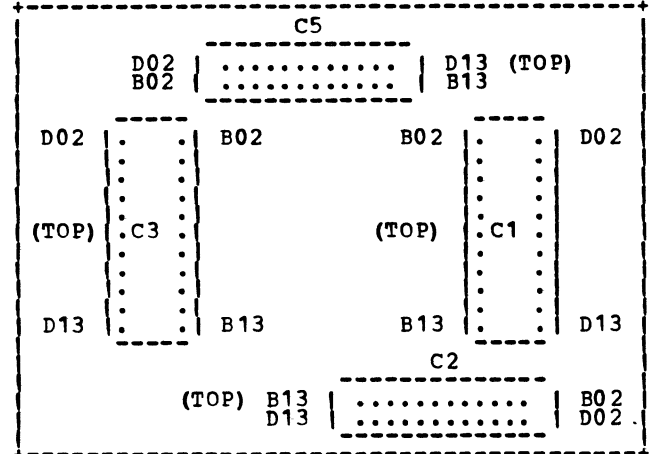 C5
D02 D13 (TOP)
B02 B13
D02 B02 B02 D02
(TOP) C3 (TOP) C1
D13 B13 B13 D13
C2
(TOP) B13 B02
D13 D02